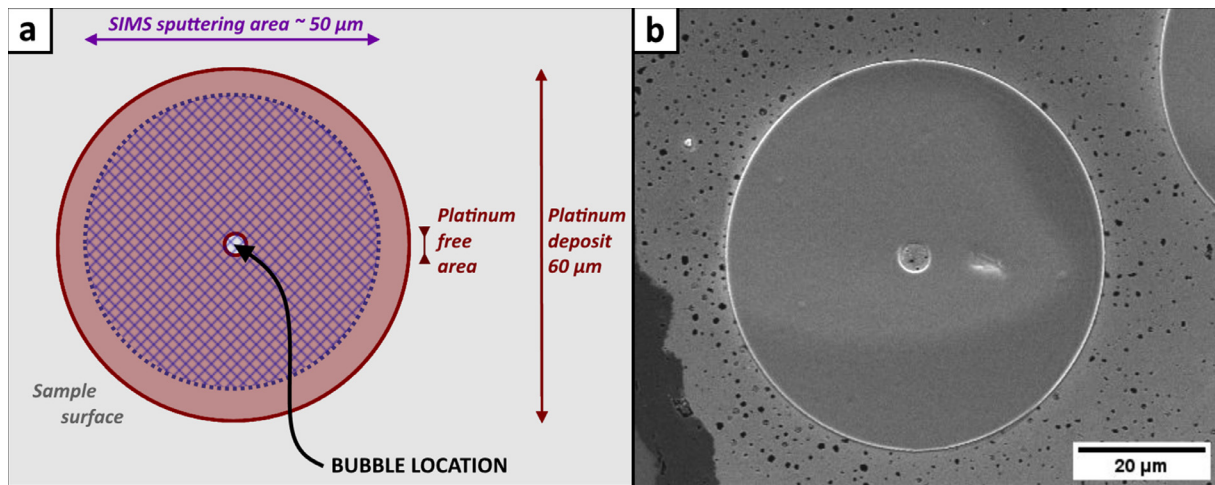 a
SIMS sputtering area ~ 50 µm
Platinum
free
area
Platinum
deposit
60 µm
Sample
surface
BUBBLE LOCATION
b
20 µm